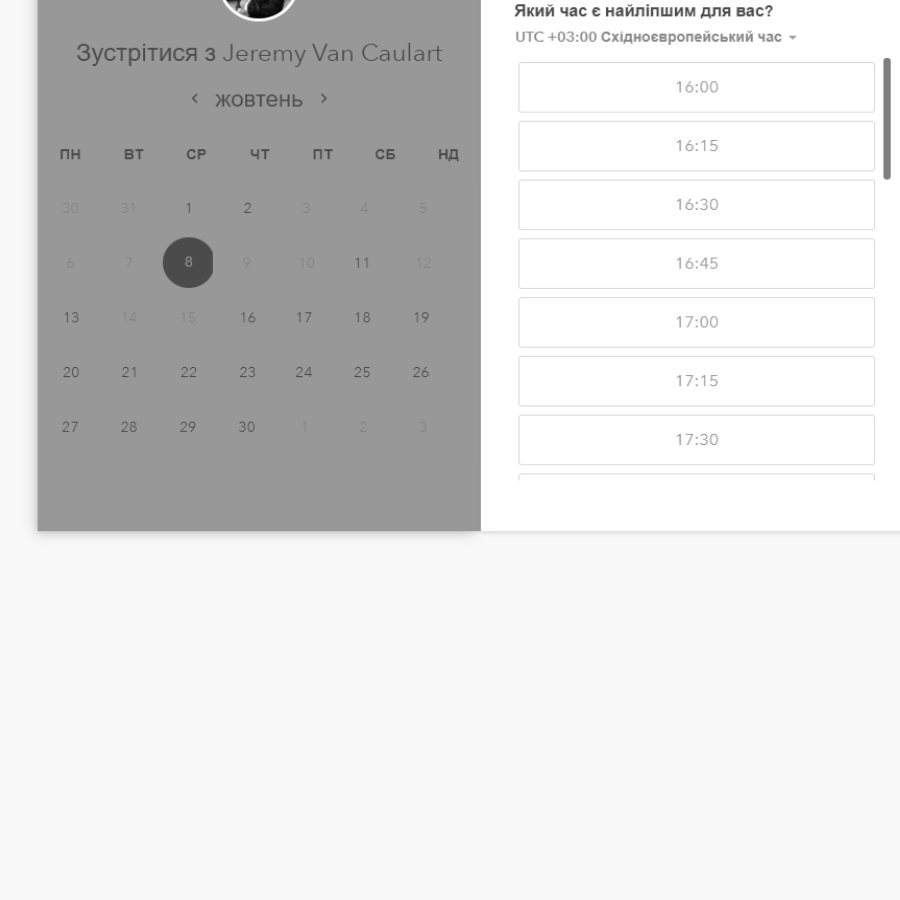 Зустрітися з Jeremy Van Caulart
‹ жовтень ›
ПН ВТ СР ЧТ ПТ СБ НД
30 31 1 2 3 4 5
6 7 8 9 10 11 12
13 14 15 16 17 18 19
20 21 22 23 24 25 26
27 28 29 30 1 2 3
Який час є найліпшим для вас?
UTC +03:00 Східноєвропейський час
16:00
16:15
16:30
16:45
17:00
17:15
17:30